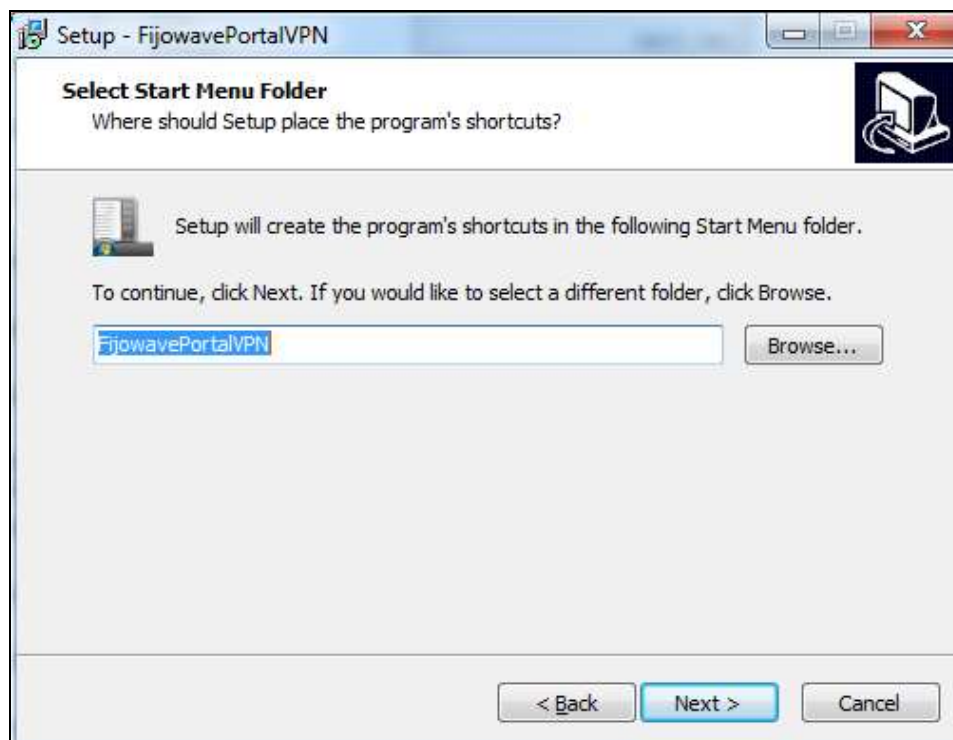 Setup - FijowavePortalVPN
Select Start Menu Folder
Where should Setup place the program's shortcuts?
Setup will create the program's shortcuts in the following Start Menu folder.
To continue, click Next. If you would like to select a different folder, click Browse.
FijowavePortalVPN
Browse...
< Back
Next >
Cancel